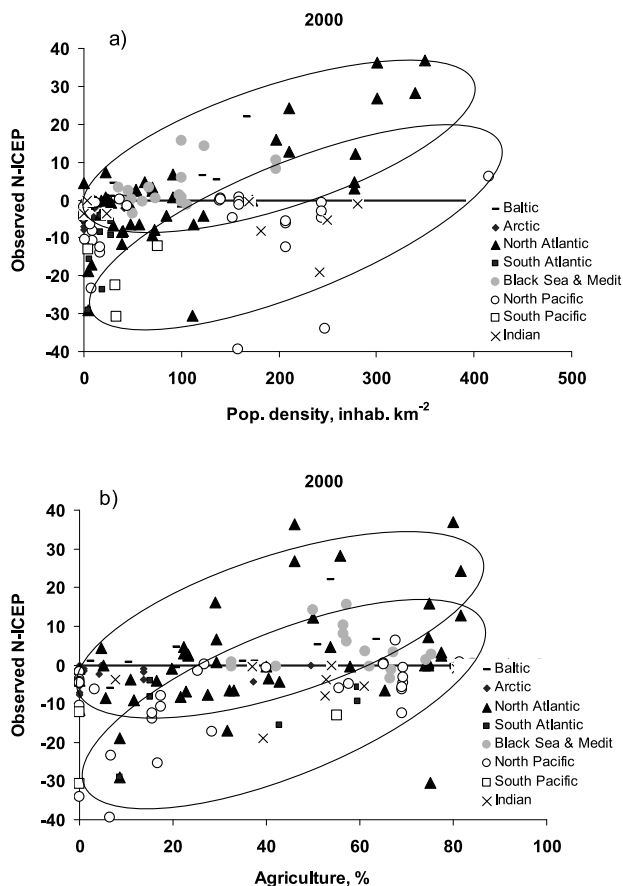 2000
a)
40
30
20
10
0
-10
-20
-30
-40
Observed N-ICEP
0 100 200 300 400 500
Pop. density, inhab. km-2
Baltic
Arctic
North Atlantic
South Atlantic
Black Sea & Medit
North Pacific
South Pacific
Indian
2000
b)
40
30
20
10
0
-10
-20
-30
-40
Observed N-ICEP
0 20 40 60 80 100
Agriculture, %
Baltic
Arctic
North Atlantic
South Atlantic
Black Sea & Medit
North Pacific
South Pacific
Indian